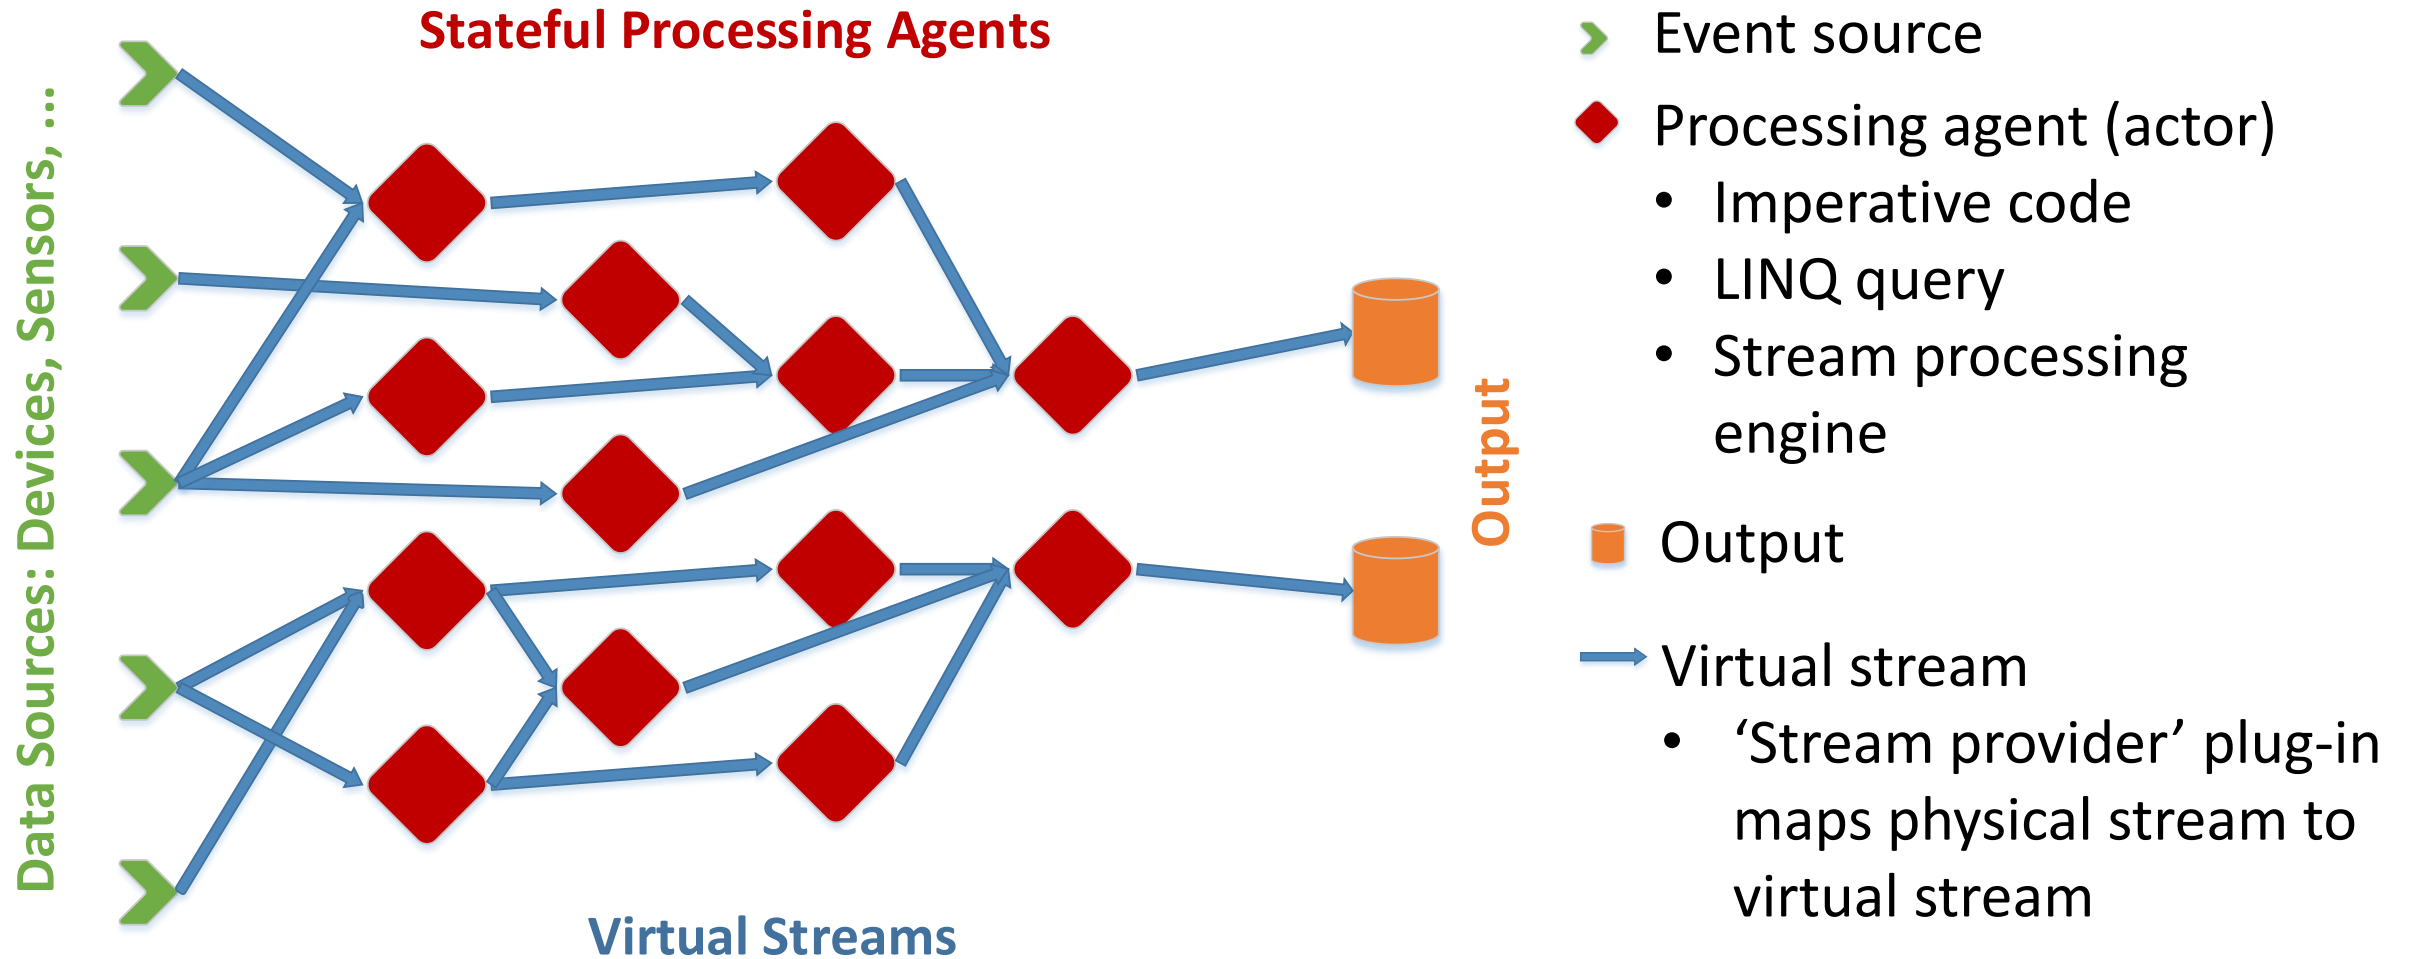 Stateful Processing Agents
Data Sources: Devices, Sensors, ...
Virtual Streams
Output
Event source
Processing agent (actor)
• Imperative code
• LINQ query
• Stream processing
engine
Output
Virtual stream
• ‘Stream provider’ plug-in
maps physical stream to
virtual stream